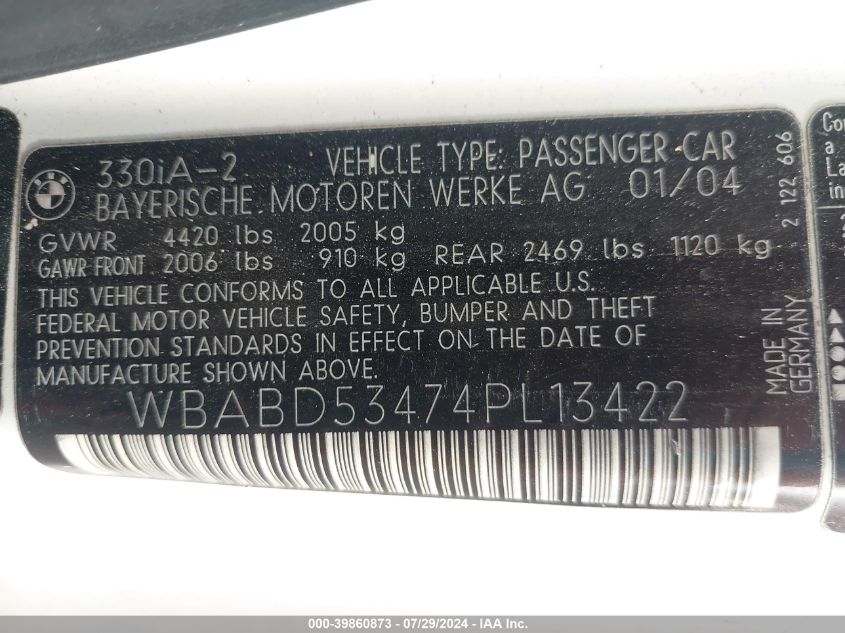 330iA-2 VEHICLE TYPE: PASSENGER CAR
BAYERISCHE MOTOREN WERKE AG 01/04
GVWR 4420 lbs 2005 kg
GAWR FRONT 2006 lbs 910 kg REAR 2469 lbs 1120 kg
THIS VEHICLE CONFORMS TO ALL APPLICABLE U.S.
FEDERAL MOTOR VEHICLE SAFETY, BUMPER AND THEFT
PREVENTION STANDARDS IN EFFECT ON THE DATE OF
MANUFACTURE SHOWN ABOVE.
WBABD53474PL13422
2 122 606
MADE IN
GERMANY
Co
a
La
in
000-39860873 - 07/29/2024 - IAA Inc.